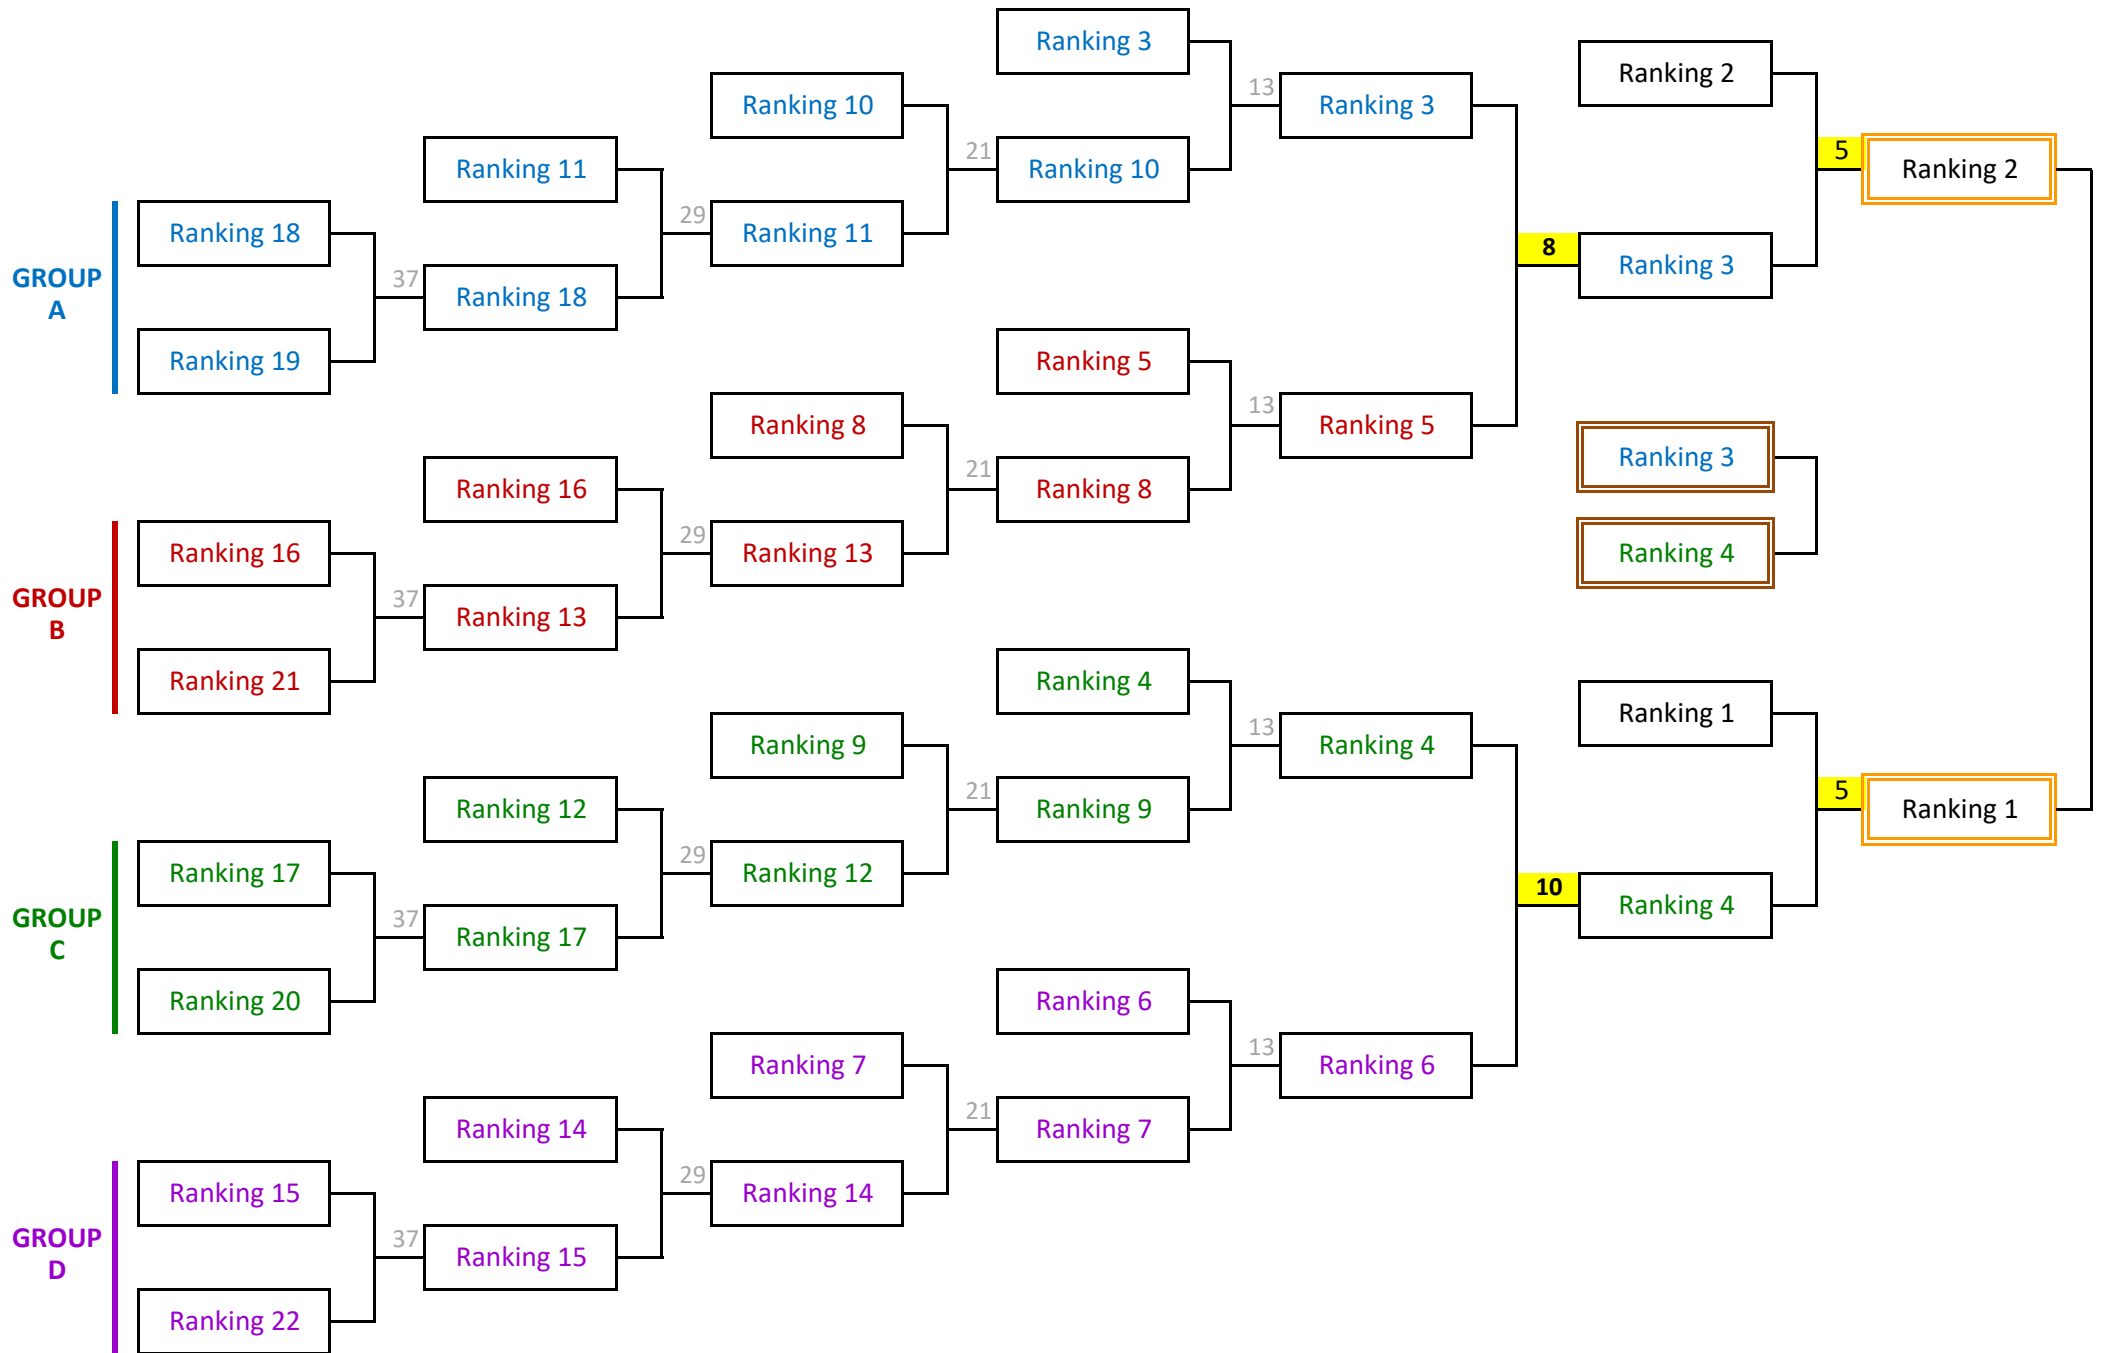 Ranking 3
Ranking 2
Ranking 10
13
Ranking 3
Ranking 11
21
Ranking 10
5
Ranking 2
GROUP
A
Ranking 18
29
Ranking 11
8
Ranking 3
37
Ranking 18
Ranking 19
Ranking 5
Ranking 8
13
Ranking 5
Ranking 3
Ranking 16
21
Ranking 8
GROUP
B
Ranking 16
29
Ranking 13
Ranking 4
37
Ranking 13
Ranking 21
Ranking 4
Ranking 1
Ranking 9
13
Ranking 4
Ranking 12
21
Ranking 9
5
Ranking 1
GROUP
C
Ranking 17
29
Ranking 12
10
Ranking 4
37
Ranking 17
Ranking 20
Ranking 6
Ranking 7
13
Ranking 6
Ranking 14
21
Ranking 7
GROUP
D
Ranking 15
29
Ranking 14
37
Ranking 15
Ranking 22